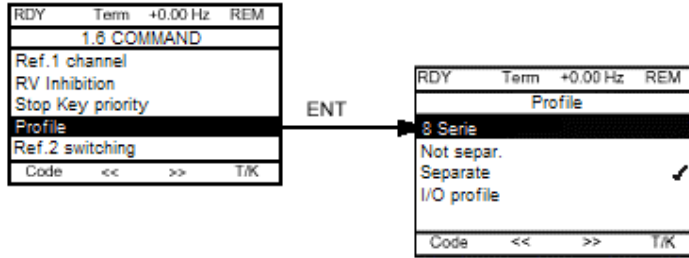 RDY Term +0.00 Hz REM
1.6 COMMAND
Ref.1 channel
RV Inhibition
Stop Key priority
Profile
Ref.2 switching
Code << >> T/K
ENT
RDY Term +0.00 Hz REM
Profile
8 Serie
Not separ.
Separate
I/O profile
Code << >> T/K